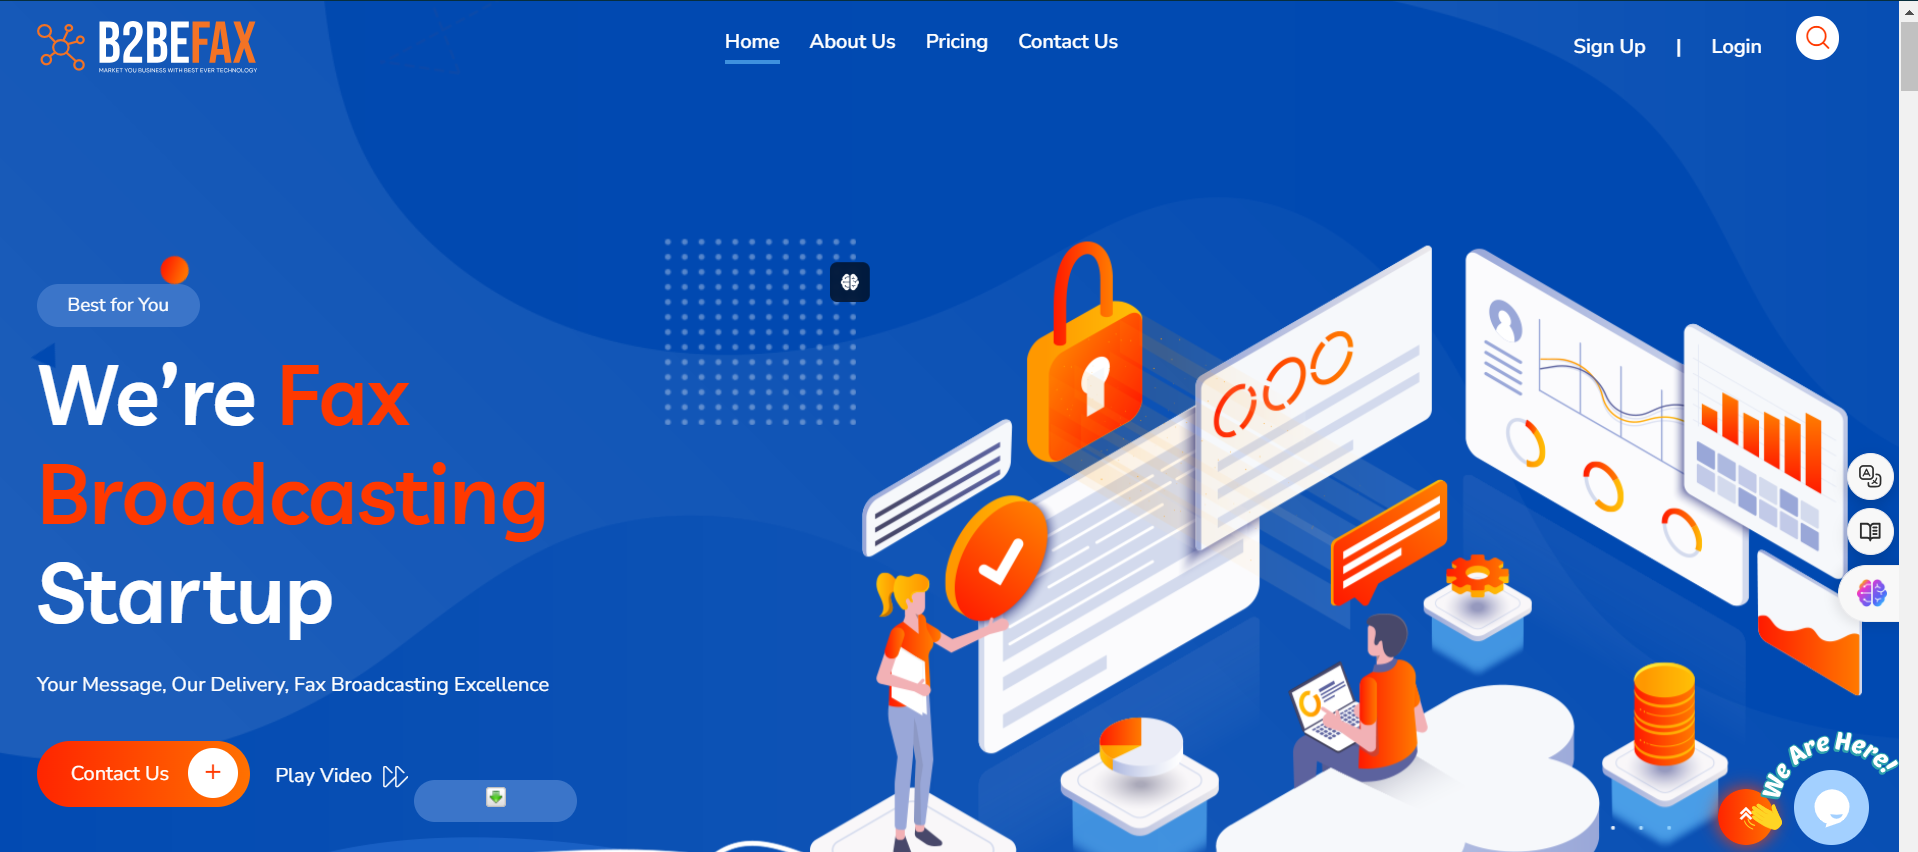 B2BEFAX
MARKET YOU BUSINESS WITH BEST EVER TECHNOLOGY
Home About Us Pricing Contact Us
Sign Up | Login
Best for You
We’re Fax
Broadcasting
Startup
Your Message, Our Delivery, Fax Broadcasting Excellence
Contact Us +
Play Video
We Are Here!